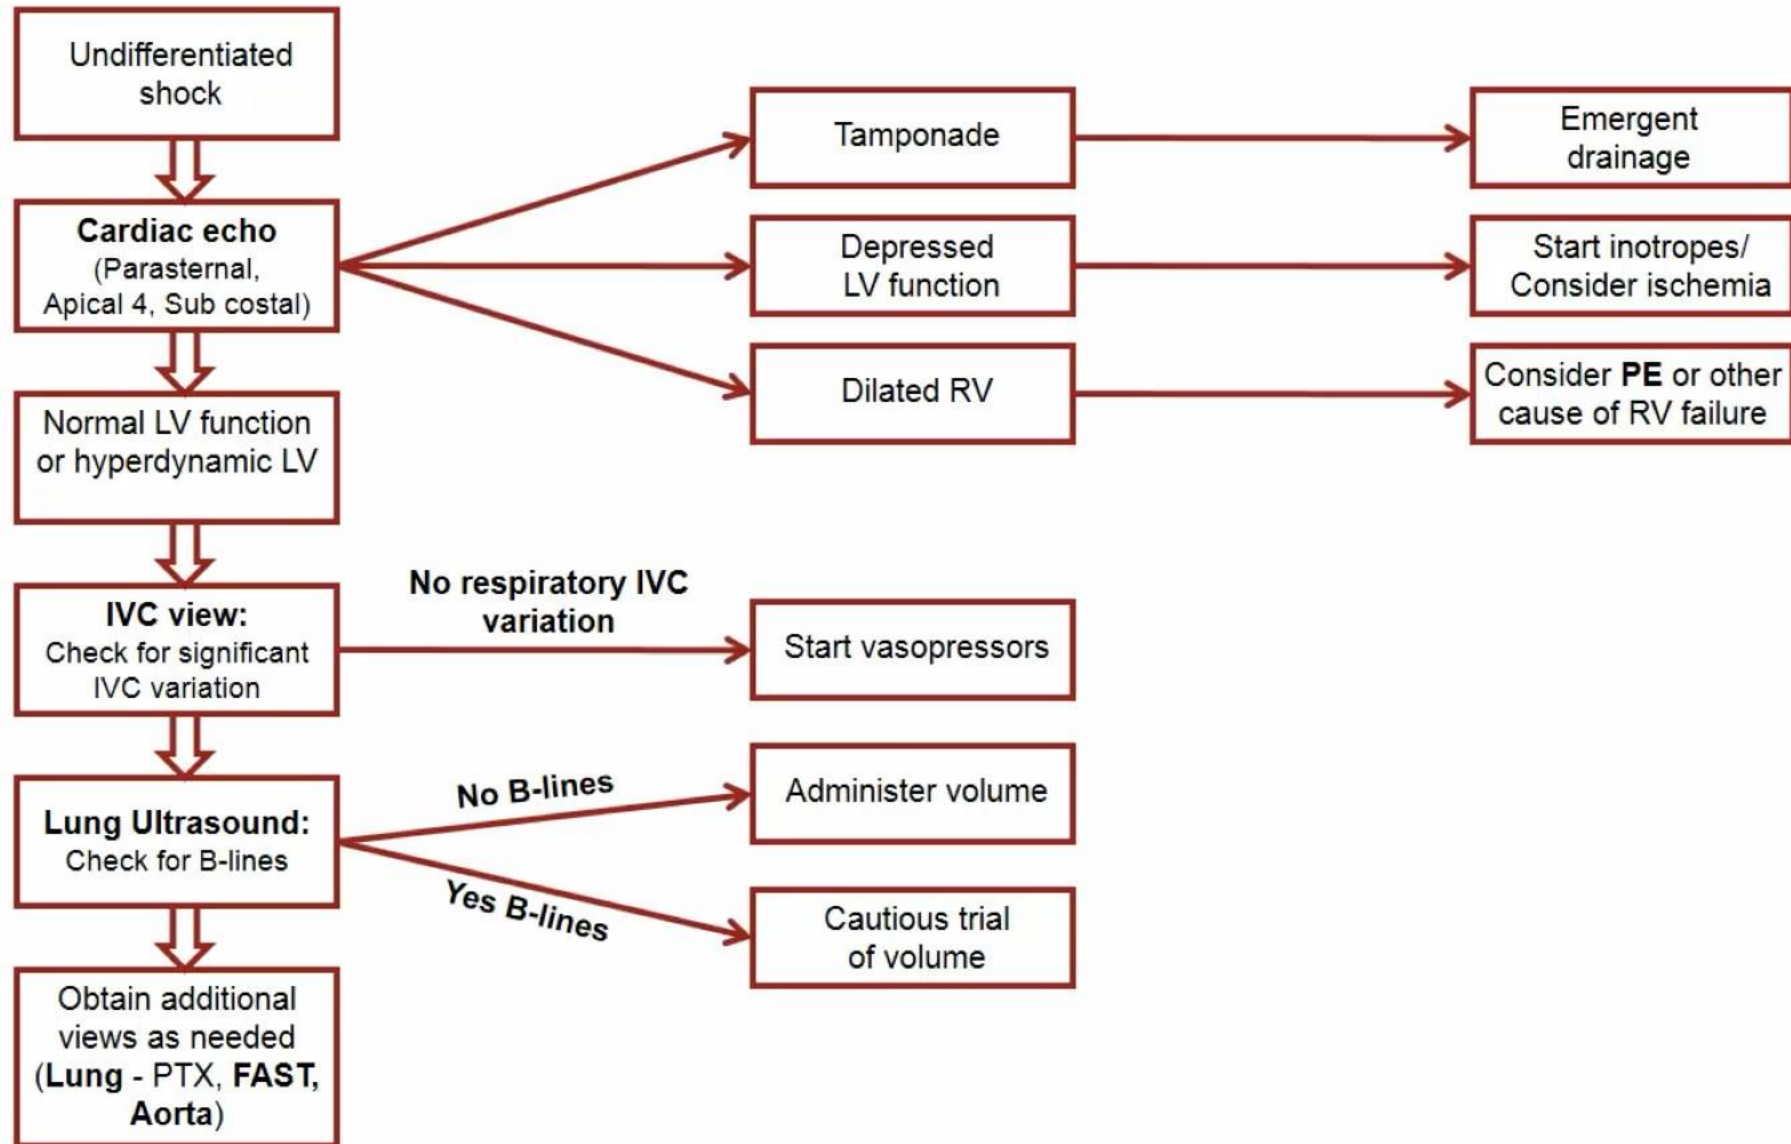 Undifferentiated
shock
Cardiac echo
(Parasternal,
Apical 4, Sub costal)
Tamponade
Emergent
drainage
Depressed
LV function
Start inotropes/
Consider ischemia
Dilated RV
Consider PE or other
cause of RV failure
Normal LV function
or hyperdynamic LV
IVC view:
Check for significant
IVC variation
No respiratory IVC
variation
Start vasopressors
Lung Ultrasound:
Check for B-lines
No B-lines
Administer volume
Yes B-lines
Cautious trial
of volume
Obtain additional
views as needed
(Lung - PTX, FAST,
Aorta)